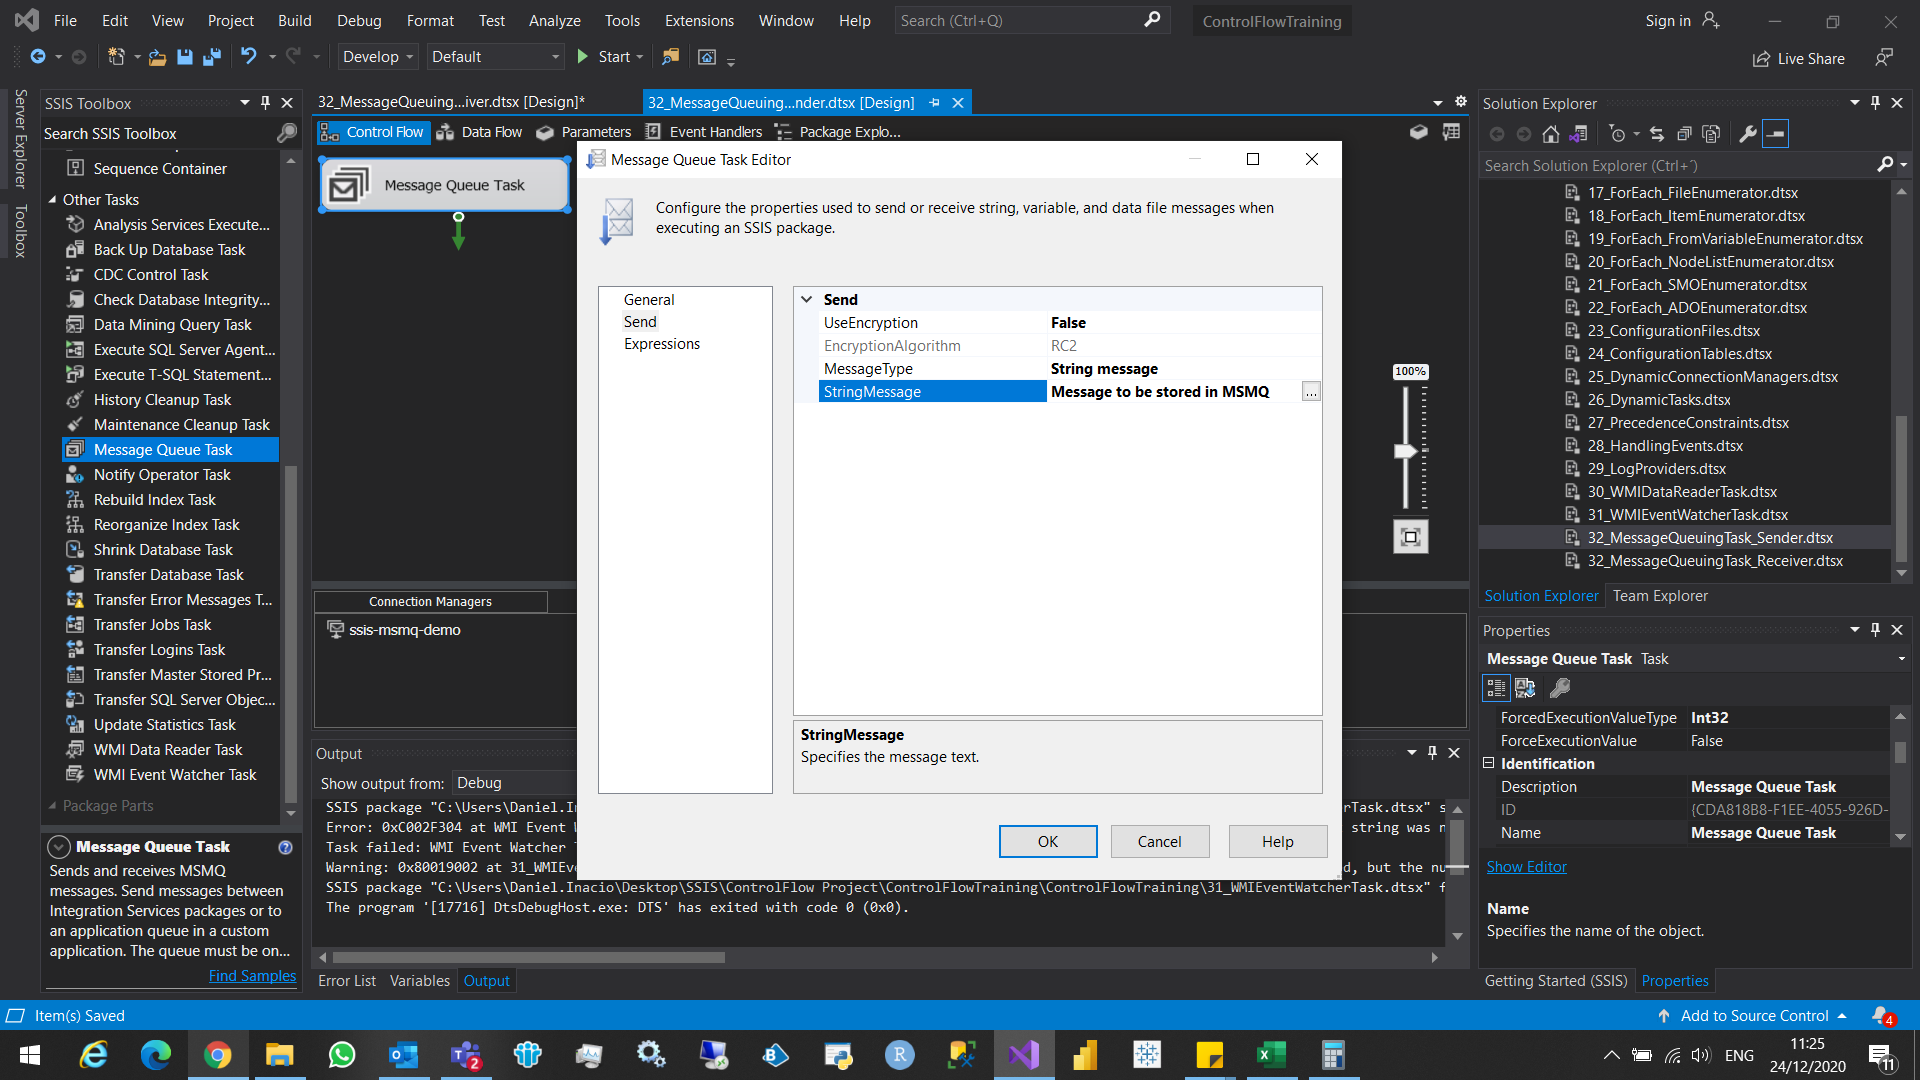 File Edit View Project Build Debug Format Test Analyze Tools Extensions Window Help Search (Ctrl+Q) ControlFlowTraining Sign in
Develop Default Start Live Share
Server Explorer
Toolbox
SSIS Toolbox
Search SSIS Toolbox
Sequence Container
Other Tasks
Analysis Services Execute...
Back Up Database Task
CDC Control Task
Check Database Integrity...
Data Mining Query Task
Execute SQL Server Agent...
Execute T-SQL Statement...
History Cleanup Task
Maintenance Cleanup Task
Message Queue Task
Notify Operator Task
Rebuild Index Task
Reorganize Index Task
Shrink Database Task
Transfer Database Task
Transfer Error Messages T...
Transfer Jobs Task
Transfer Logins Task
Transfer Master Stored Pr...
Transfer SQL Server Objec...
Update Statistics Task
WMI Data Reader Task
WMI Event Watcher Task
Package Parts
Message Queue Task
Sends and receives MSMQ
messages. Send messages between
Integration Services packages or to
an application queue in a custom
application. The queue must be on...
Find Samples
32_MessageQueuing...iver.dtsx [Design]* 32_MessageQueuing...nder.dtsx [Design]
Control Flow Data Flow Parameters Event Handlers Package Explo...
Message Queue Task
100%
Connection Managers
ssis-msmq-demo
Message Queue Task Editor
Configure the properties used to send or receive string, variable, and data file messages when
executing an SSIS package.
General
Send
Expressions
Send
UseEncryption False
EncryptionAlgorithm RC2
MessageType String message
StringMessage Message to be stored in MSMQ ...
StringMessage
Specifies the message text.
OK Cancel Help
Output
Show output from: Debug
SSIS package "C:\Users\Daniel.In rTask.dtsx" s
Error: 0xC002F304 at WMI Event W string was n
Task failed: WMI Event Watcher
Warning: 0x80019002 at 31_WMIEv d, but the nu
SSIS package "C:\Users\Daniel.Inacio\Desktop\SSIS\ControlFlow Project\ControlFlowTraining\ControlFlowTraining\31_WMIEventWatcherTask.dtsx" f
The program '[17716] DtsDebugHost.exe: DTS' has exited with code 0 (0x0).
Error List Variables Output
Solution Explorer
Search Solution Explorer (Ctrl+´)
17_ForEach_FileEnumerator.dtsx
18_ForEach_ItemEnumerator.dtsx
19_ForEach_FromVariableEnumerator.dtsx
20_ForEach_NodeListEnumerator.dtsx
21_ForEach_SMOEnumerator.dtsx
22_ForEach_ADOEnumerator.dtsx
23_ConfigurationFiles.dtsx
24_ConfigurationTables.dtsx
25_DynamicConnectionManagers.dtsx
26_DynamicTasks.dtsx
27_PrecedenceConstraints.dtsx
28_HandlingEvents.dtsx
29_LogProviders.dtsx
30_WMIDataReaderTask.dtsx
31_WMIEventWatcherTask.dtsx
32_MessageQueuingTask_Sender.dtsx
32_MessageQueuingTask_Receiver.dtsx
Solution Explorer Team Explorer
Properties
Message Queue Task Task
ForcedExecutionValueType Int32
ForceExecutionValue False
Identification
Description Message Queue Task
ID {CDA818B8-F1EE-4055-926D-
Name Message Queue Task
Show Editor
Name
Specifies the name of the object.
Getting Started (SSIS) Properties
Item(s) Saved Add to Source Control 4
2 ENG 11:25
24/12/2020 11